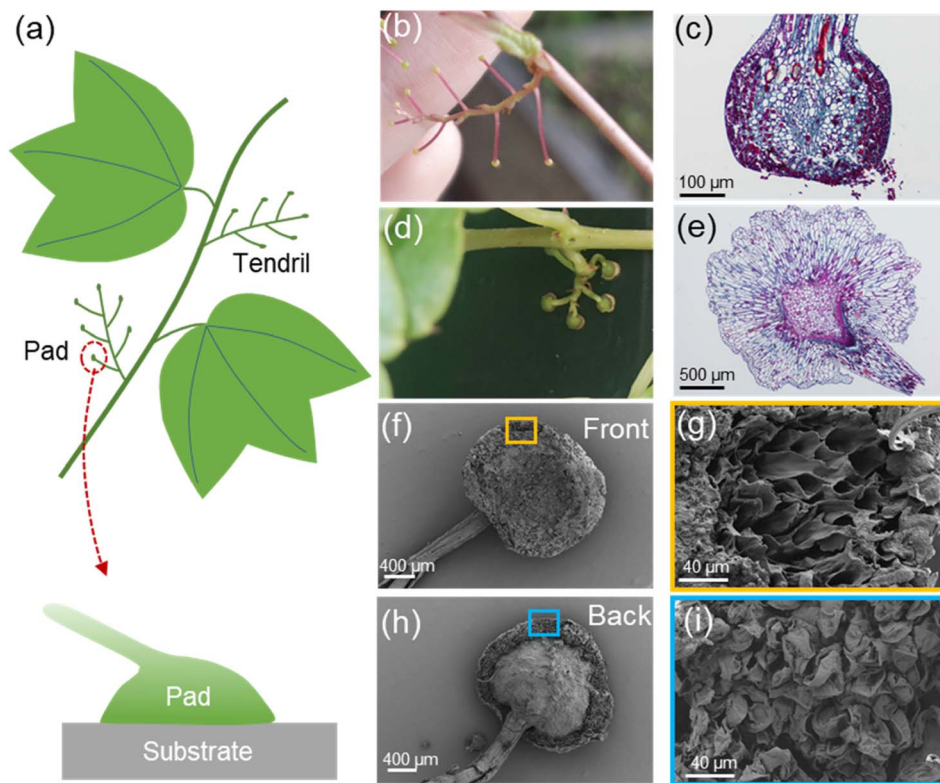 (a)
Tendril
Pad
Pad
Substrate
(b)
(c)
100 µm
(d)
(e)
500 µm
(f)
Front
400 µm
(g)
40 µm
(h)
Back
400 µm
(i)
40 µm